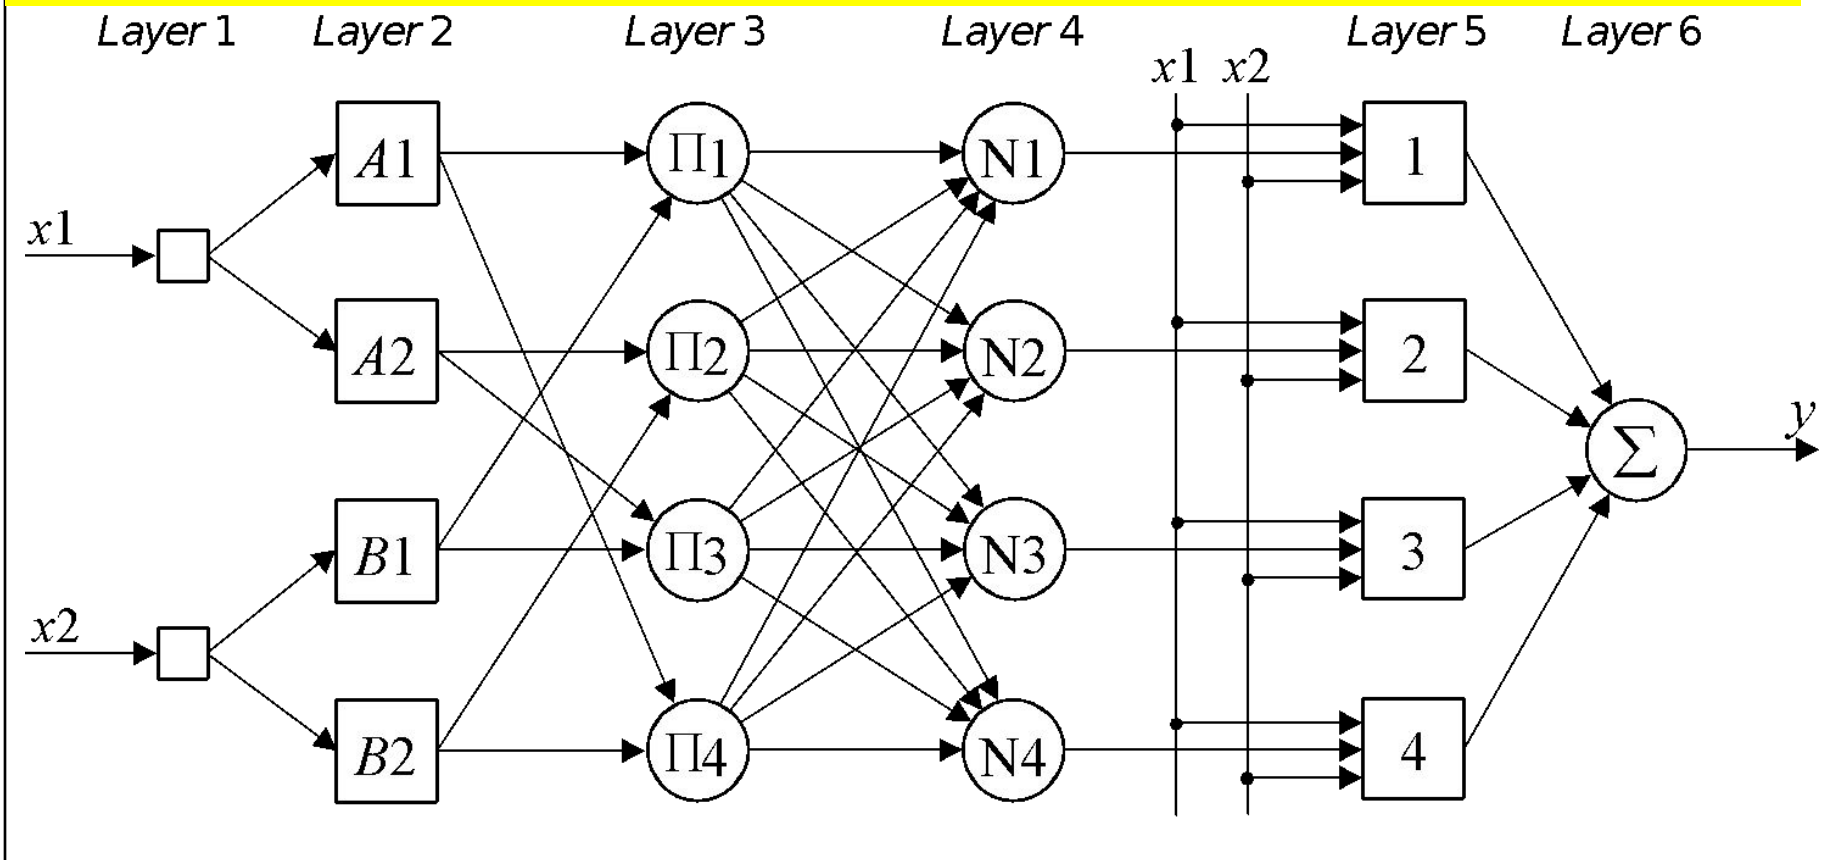 Layer 1 Layer 2 Layer 3 Layer 4 Layer 5 Layer 6
x1 x2
A1 Π1 N1 1
x1
A2 Π2 N2 2
y
Σ
B1 Π3 N3 3
x2
B2 Π4 N4 4